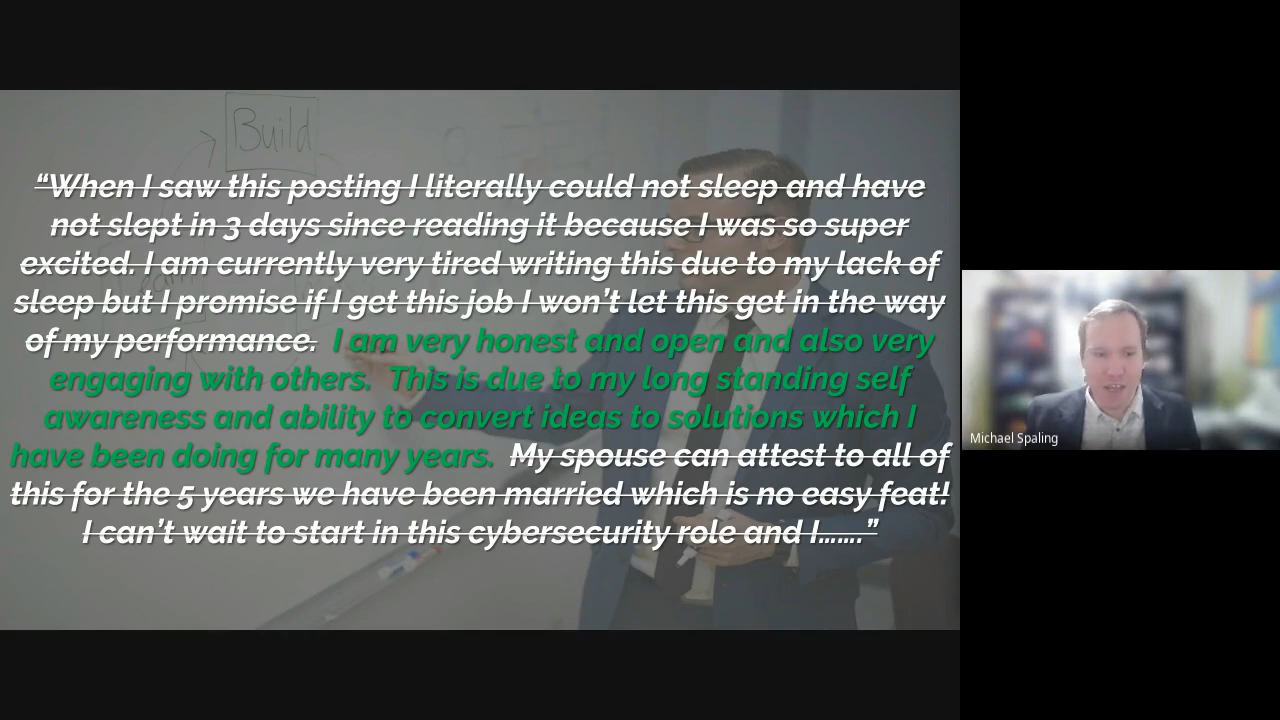 Build
“When I saw this posting I literally could not sleep and have
not slept in 3 days since reading it because I was so super
excited. I am currently very tired writing this due to my lack of
sleep but I promise if I get this job I won’t let this get in the way
of my performance. I am very honest and open and also very
engaging with others. This is due to my long standing self
awareness and ability to convert ideas to solutions which I
have been doing for many years. My spouse can attest to all of
this for the 5 years we have been married which is no easy feat!
I can’t wait to start in this cybersecurity role and I…….”
Michael Spaling